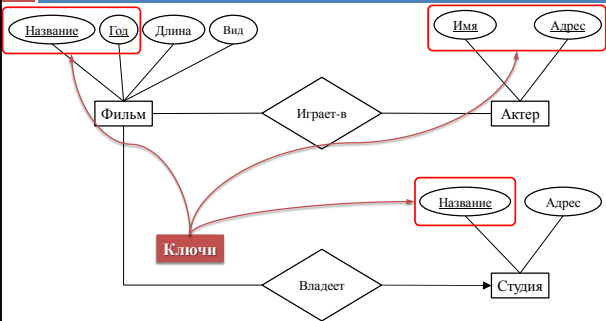 Название Год Длина Вид
Имя Адрес
Фильм Играет-в Актер
Название Адрес
Ключи
Владеет Студия